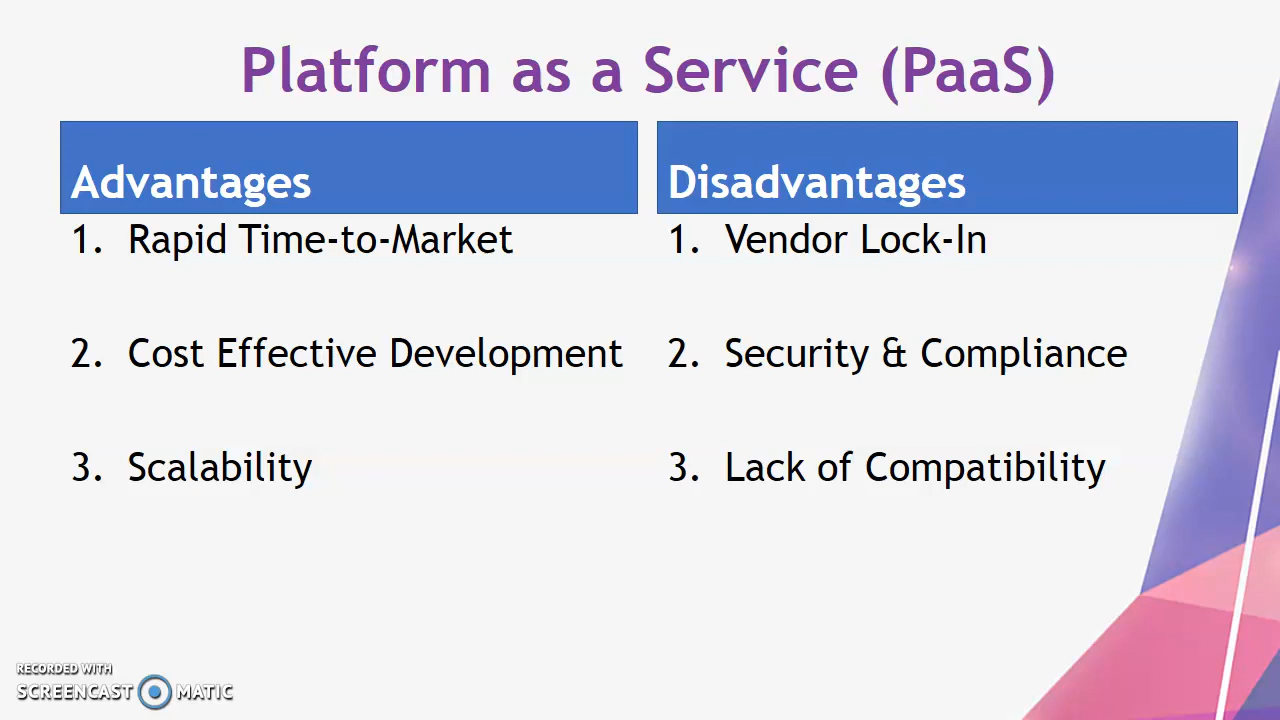 Platform as a Service (PaaS)
Advantages
1. Rapid Time-to-Market
2. Cost Effective Development
3. Scalability
Disadvantages
1. Vendor Lock-In
2. Security & Compliance
3. Lack of Compatibility
RECORDED WITH
SCREENCAST MATIC